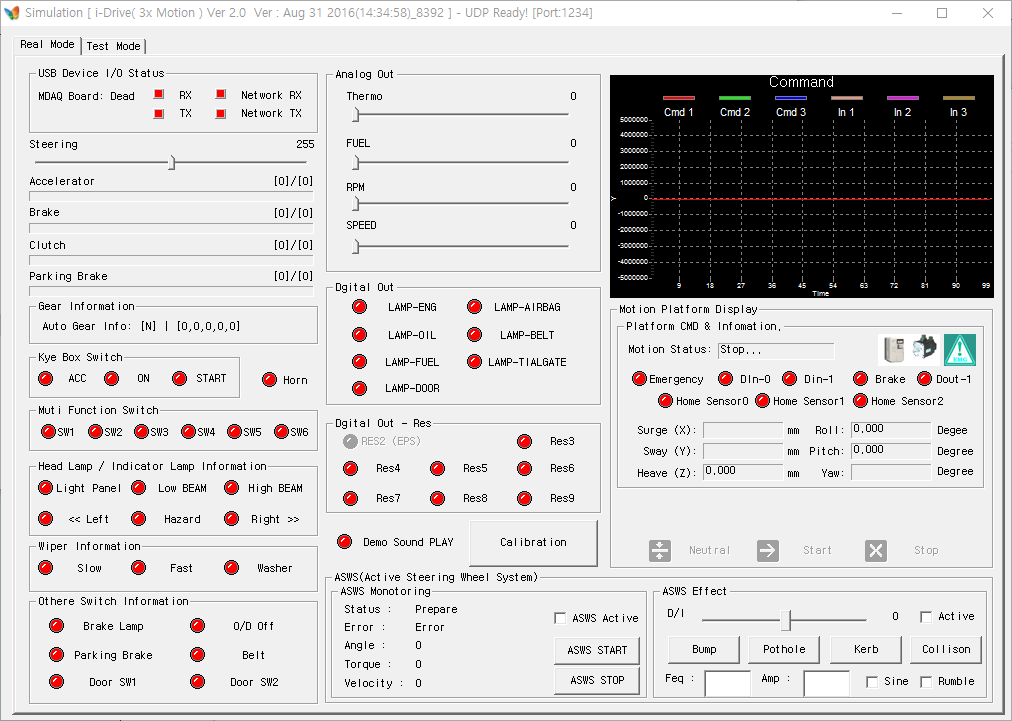 Simulation [ i-Drive( 3x Motion ) Ver 2.0  Ver : Aug 31 2016(14:34:58)_8392 ] - UDP Ready! [Port:1234]
Real Mode Test Mode
USB Device I/O Status
MDAQ Board: Dead RX Network RX
TX Network TX
Steering 255
Accelerator [0]/[0]
Brake [0]/[0]
Clutch [0]/[0]
Parking Brake [0]/[0]
Gear Information
Auto Gear Info: [N] | [0,0,0,0]
Kye Box Switch
ACC ON START Horn
Muti Function Switch
SW1 SW2 SW3 SW4 SW5 SW6
Head Lamp / Indicator Lamp Information
Light Panel Low BEAM High BEAM
<< Left Hazard Right >>
Wiper Information
Slow Fast Washer
Othere Switch Information
Brake Lamp O/D Off
Parking Brake Belt
Door SW1 Door SW2
Analog Out
Thermo 0
FUEL 0
RPM 0
SPEED 0
Dgital Out
LAMP-ENG LAMP-AIRBAG
LAMP-OIL LAMP-BELT
LAMP-FUEL LAMP-TIALGATE
LAMP-DOOR
Dgital Out - Res
RES2 (EPS) Res3
Res4 Res5 Res6
Res7 Res8 Res9
Demo Sound PLAY Calibration
Command
Cmd 1 Cmd 2 Cmd 3 In 1 In 2 In 3
5000000
4000000
3000000
2000000
1000000
Y 0
-1000000
-2000000
-3000000
-4000000
-5000000
9 18 27 36 45 54 63 72 81 90 99
Time
Motion Platform Display
Platform CMD & Infomation,
Motion Status: Stop,,,
Emergency DIn-0 Din-1 Brake Dout-1
Home Sensor0 Home Sensor1 Home Sensor2
Surge (X): mm Roll: 0,000 Degee
Sway (Y): mm Pitch: 0,000 Degree
Heave (Z): 0,000 mm Yaw: Degree
Neutral Start Stop
ASWS(Active Steering Wheel System)
ASWS Monotoring
Status : Prepare
Error : Error
Angle : 0
Torque : 0
Velocity : 0
ASWS Active
ASWS START
ASWS STOP
ASWS Effect
D/I 0 Active
Bump Pothole Kerb Collison
Feq : Amp : Sine Rumble